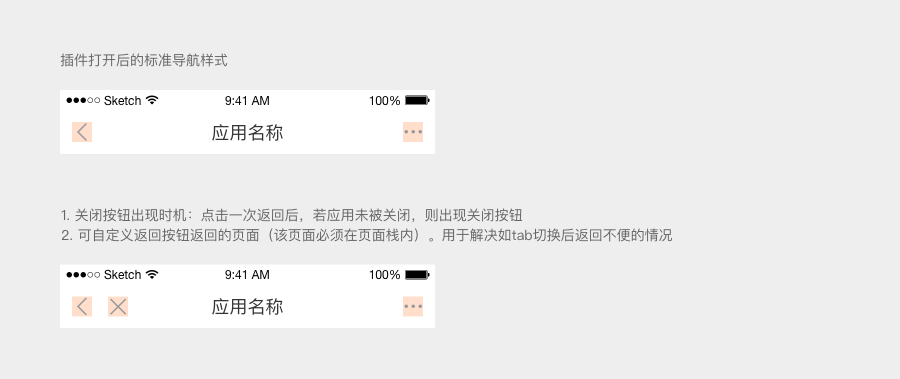 插件打开后的标准导航样式
Sketch 9:41 AM 100%
应用名称
1. 关闭按钮出现时机：点击一次返回后，若应用未被关闭，则出现关闭按钮
2. 可自定义返回按钮返回的页面（该页面必须在页面栈内）。用于解决如tab切换后返回不便的情况
Sketch 9:41 AM 100%
应用名称